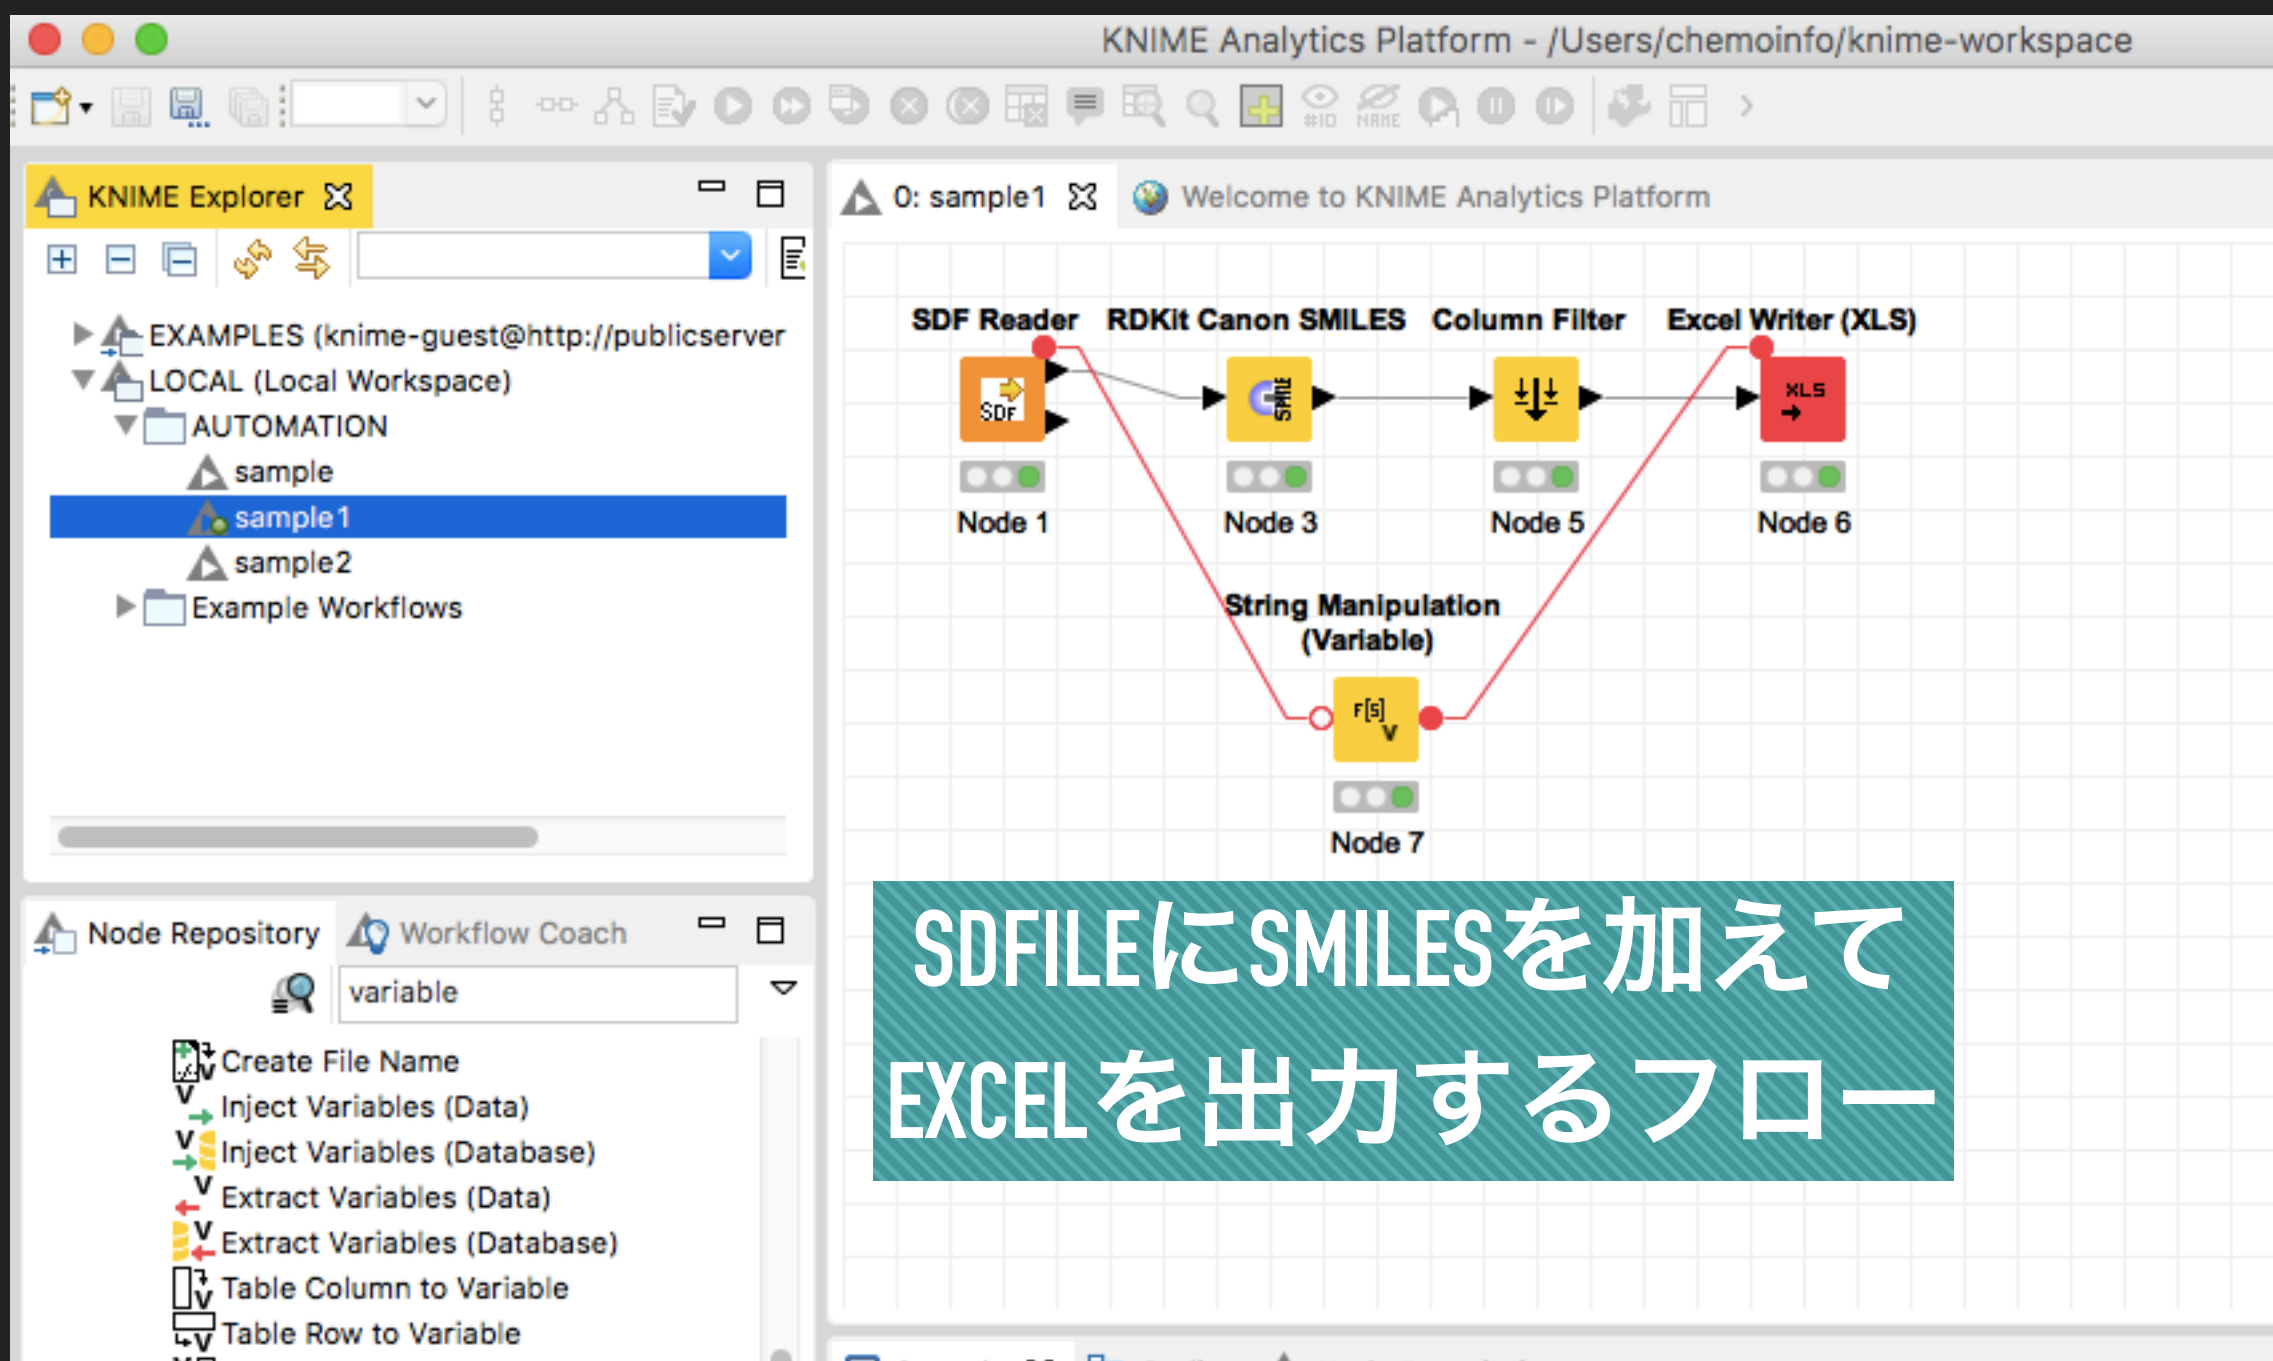 KNIME Analytics Platform - /Users/chemoinfo/knime-workspace
#ID
NAME
KNIME Explorer
EXAMPLES (knime-guest@http://publicserver
LOCAL (Local Workspace)
AUTOMATION
sample
sample1
sample2
Example Workflows
Node Repository
Workflow Coach
variable
Create File Name
Inject Variables (Data)
Inject Variables (Database)
Extract Variables (Data)
Extract Variables (Database)
Table Column to Variable
Table Row to Variable
0: sample1
Welcome to KNIME Analytics Platform
SDF Reader
RDKit Canon SMILES
Column Filter
Excel Writer (XLS)
SDF
SMILE
XLS
Node 1
Node 3
Node 5
Node 6
String Manipulation
(Variable)
F[S]
V
Node 7
SDFILEにSMILESを加えて
EXCELを出力するフロー